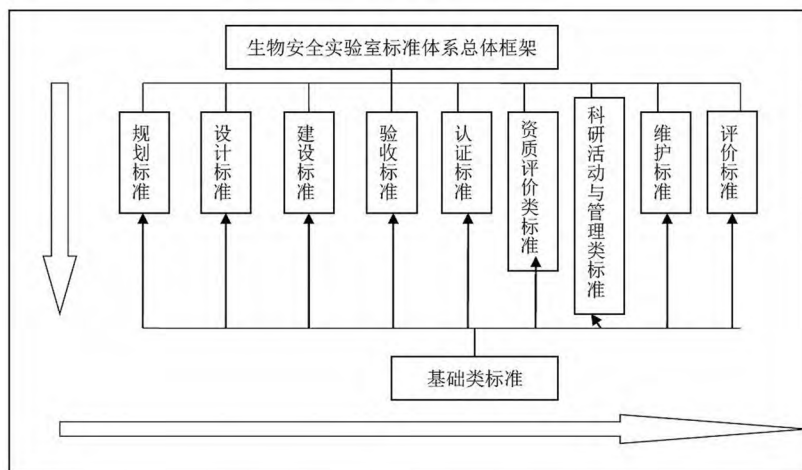 生物安全实验室标准体系总体框架
规划标准
设计标准
建设标准
验收标准
认证标准
资质评价类标准
科研活动与管理类标准
维护标准
评价标准
基础类标准